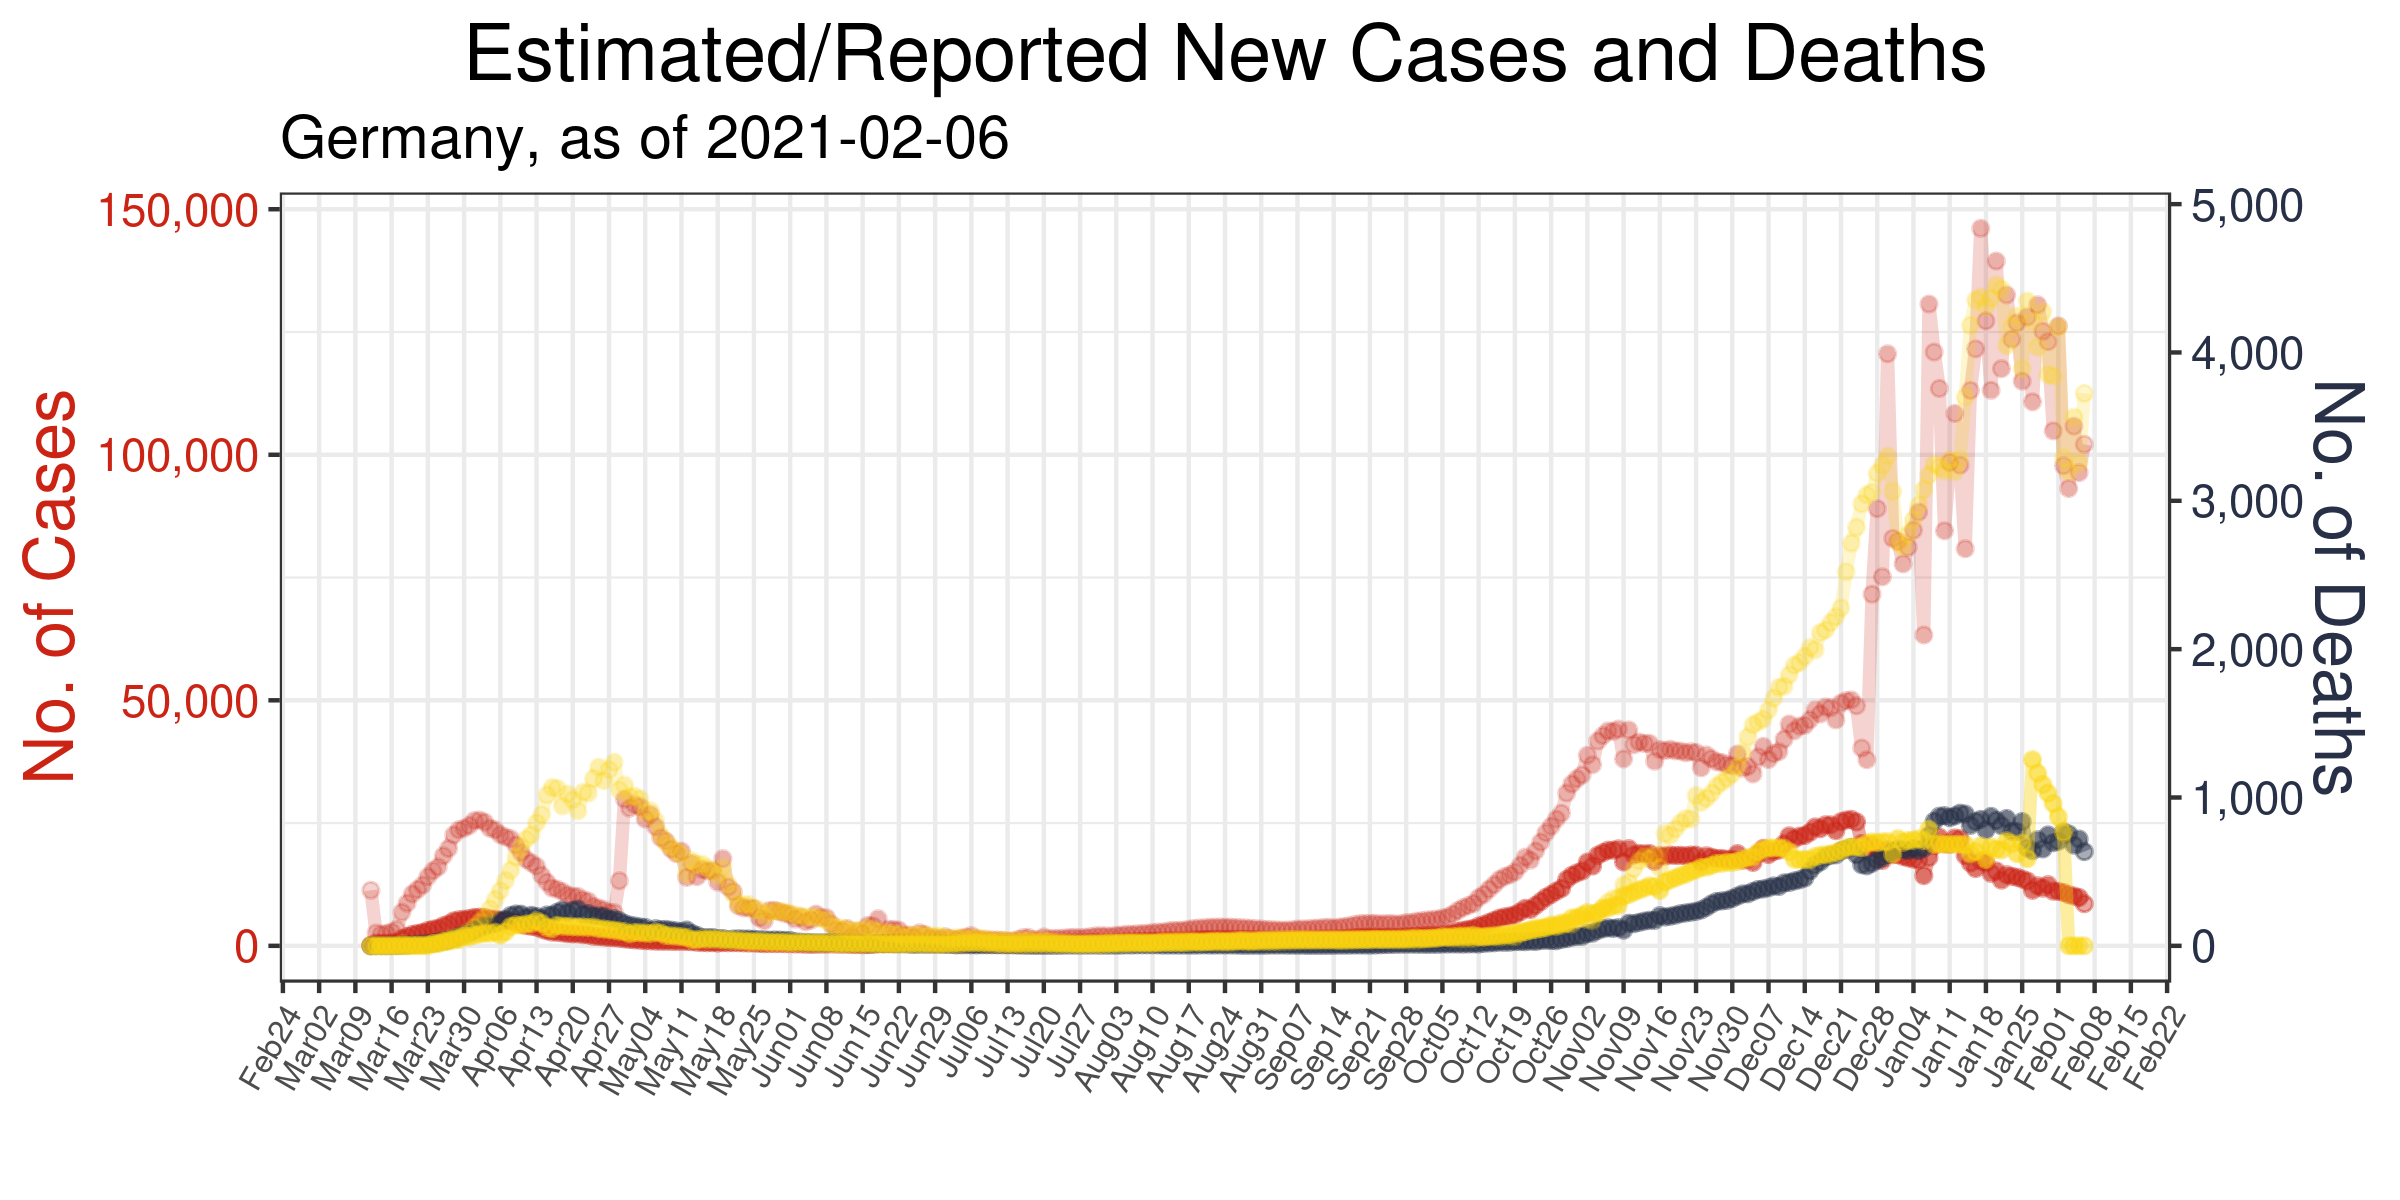 Estimated/Reported New Cases and Deaths
Germany, as of 2021-02-06
No. of Cases
150,000
100,000
50,000
0
5,000
4,000
3,000
2,000
1,000
0
No. of Deaths
Feb24
Mar02
Mar09
Mar16
Mar23
Mar30
Apr06
Apr13
Apr20
Apr27
May04
May11
May18
May25
Jun01
Jun08
Jun15
Jun22
Jun29
Jul06
Jul13
Jul20
Jul27
Aug03
Aug10
Aug17
Aug24
Aug31
Sep07
Sep14
Sep21
Sep28
Oct05
Oct12
Oct19
Oct26
Nov02
Nov09
Nov16
Nov23
Nov30
Dec07
Dec14
Dec21
Dec28
Jan04
Jan11
Jan18
Jan25
Feb01
Feb08
Feb15
Feb22